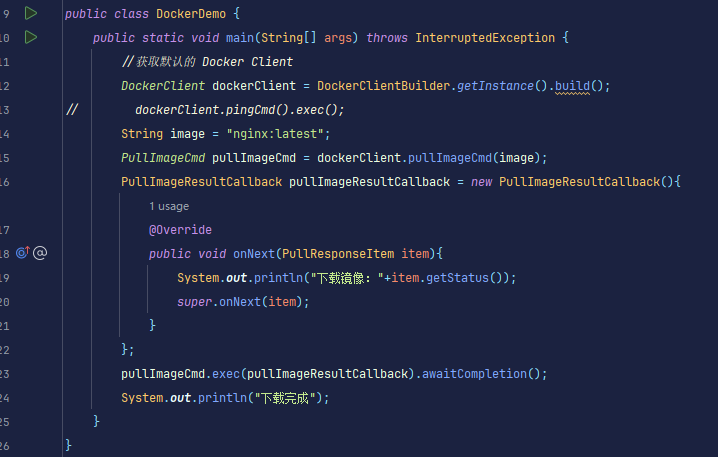 9 public class DockerDemo {
10 public static void main(String[] args) throws InterruptedException {
11 //获取默认的 Docker Client
12 DockerClient dockerClient = DockerClientBuilder.getInstance().build();
13 // dockerClient.pingCmd().exec();
14 String image = "nginx:latest";
15 PullImageCmd pullImageCmd = dockerClient.pullImageCmd(image);
16 PullImageResultCallback pullImageResultCallback = new PullImageResultCallback(){
1 usage
17 @Override
18 public void onNext(PullResponseItem item){
19 System.out.println("下载镜像："+item.getStatus());
20 super.onNext(item);
21 }
22 };
23 pullImageCmd.exec(pullImageResultCallback).awaitCompletion();
24 System.out.println("下载完成");
25 }
26 }